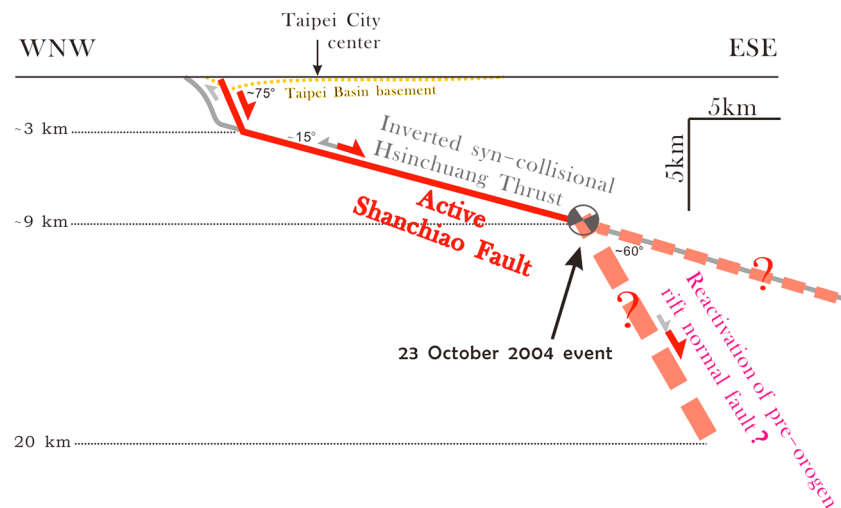 Taipei City
center
WNW
ESE
~75°
Taipei Basin basement
5km
5km
~3 km
~15°
Inverted syn-collisional
Hsinchuang Thrust
Active
Shanchiao Fault
~9 km
~60°
?
?
Reactivation of pre-orogen
rift normal fault?
23 October 2004 event
20 km